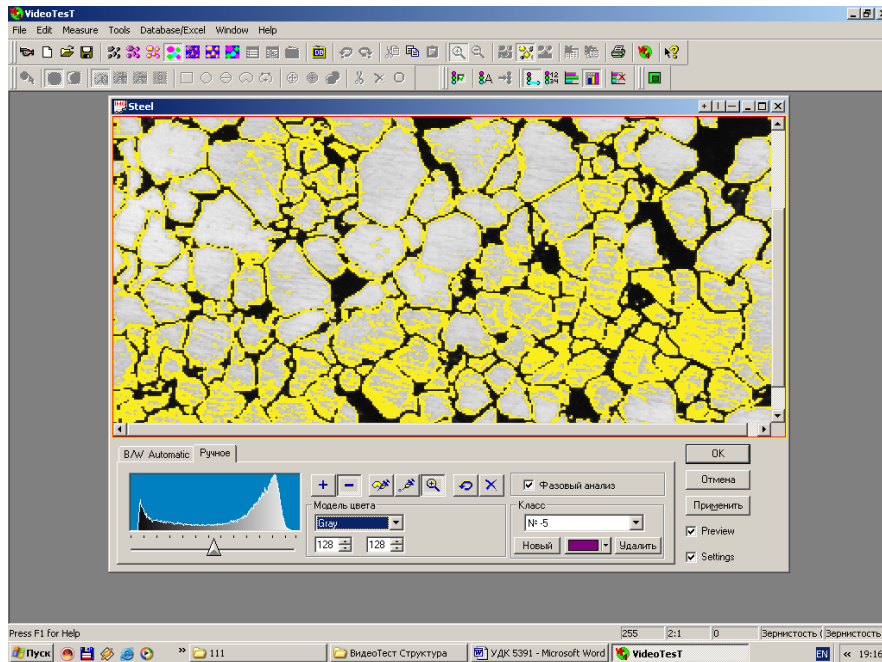 VideoTesT
File Edit Measure Tools Database/Excel Window Help
Steel
B/W Automatic Ручное
Фазовый анализ
Модель цвета
Gray
128 128
Класс
№ -5
Новый Удалить
OK
Отмена
Применить
Preview
Settings
Press F1 for Help 255 2:1 0 Зернистость ( Зернистость
Пуск » 111 ВидеоТест Структура УДК 5391 - Microsoft Word VideoTesT EN « 19:16